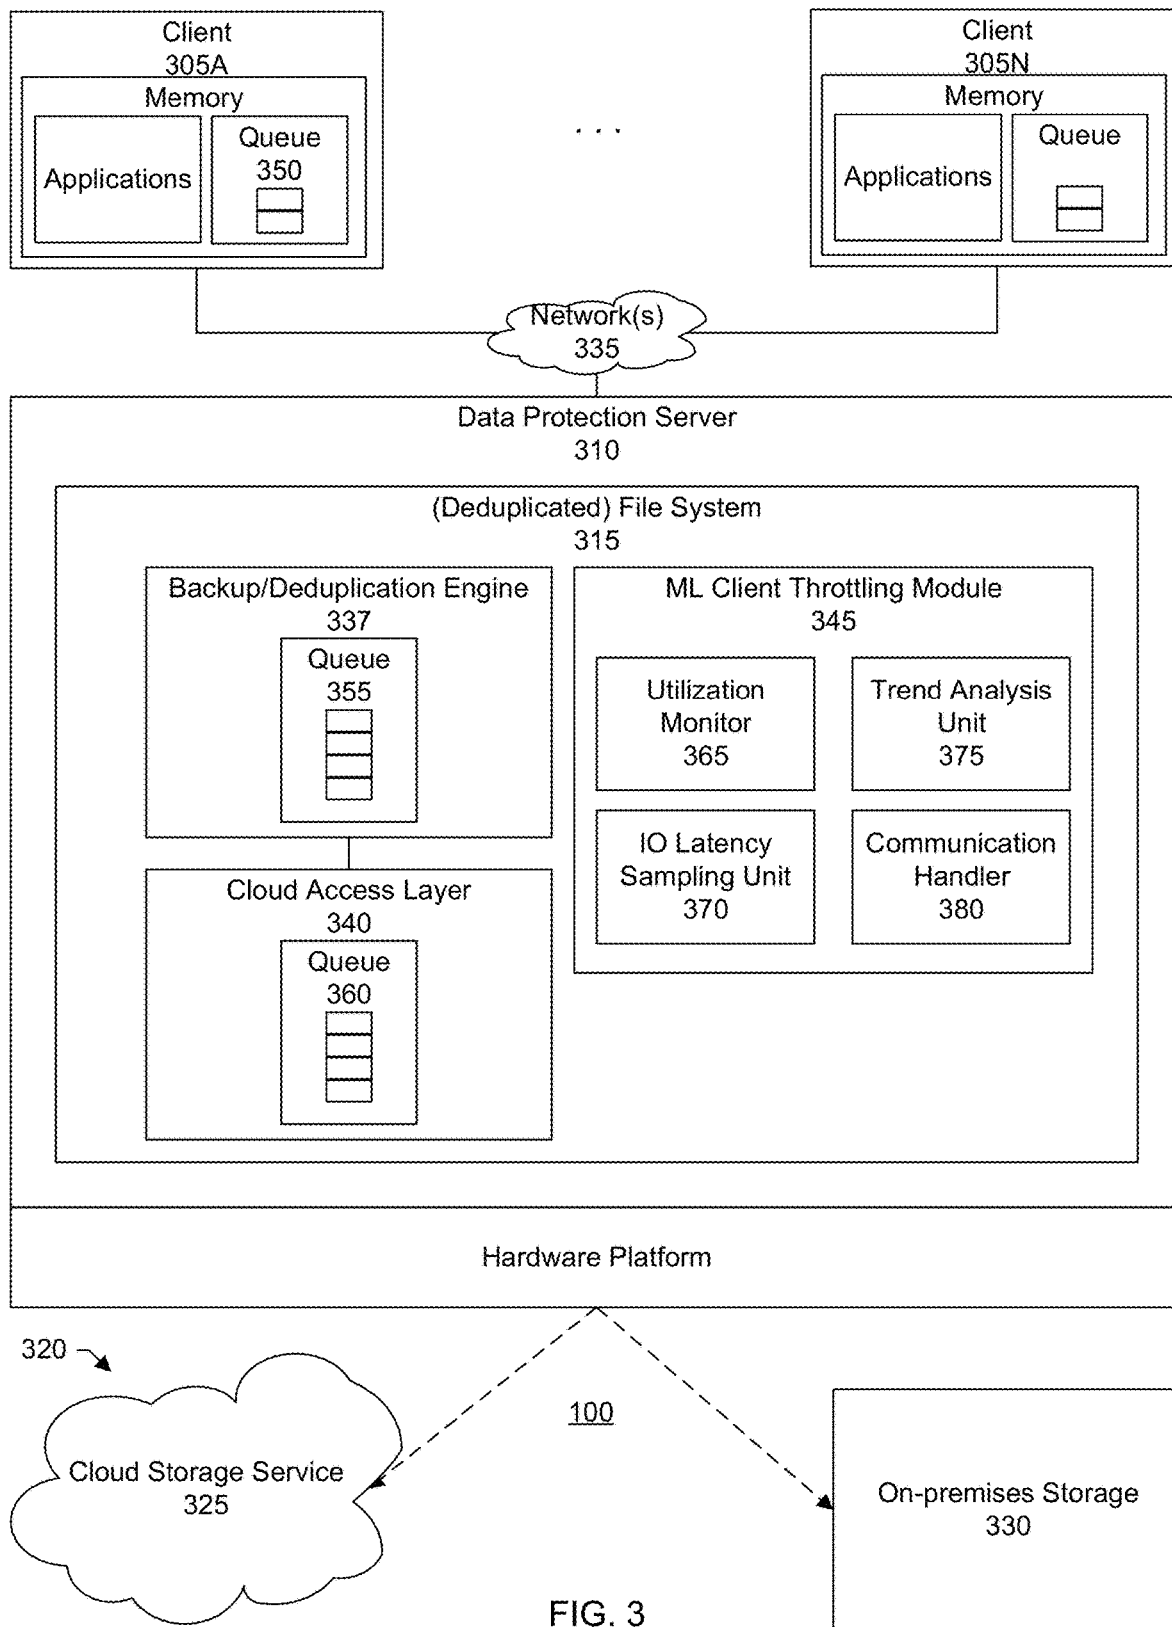 Client
305A
Memory
Applications
Queue
350
. . .
Client
305N
Memory
Applications
Queue
Network(s)
335
Data Protection Server
310
(Deduplicated) File System
315
Backup/Deduplication Engine
337
Queue
355
ML Client Throttling Module
345
Utilization
Monitor
365
Trend Analysis
Unit
375
IO Latency
Sampling Unit
370
Communication
Handler
380
Cloud Access Layer
340
Queue
360
Hardware Platform
320
100
Cloud Storage Service
325
On-premises Storage
330
FIG. 3